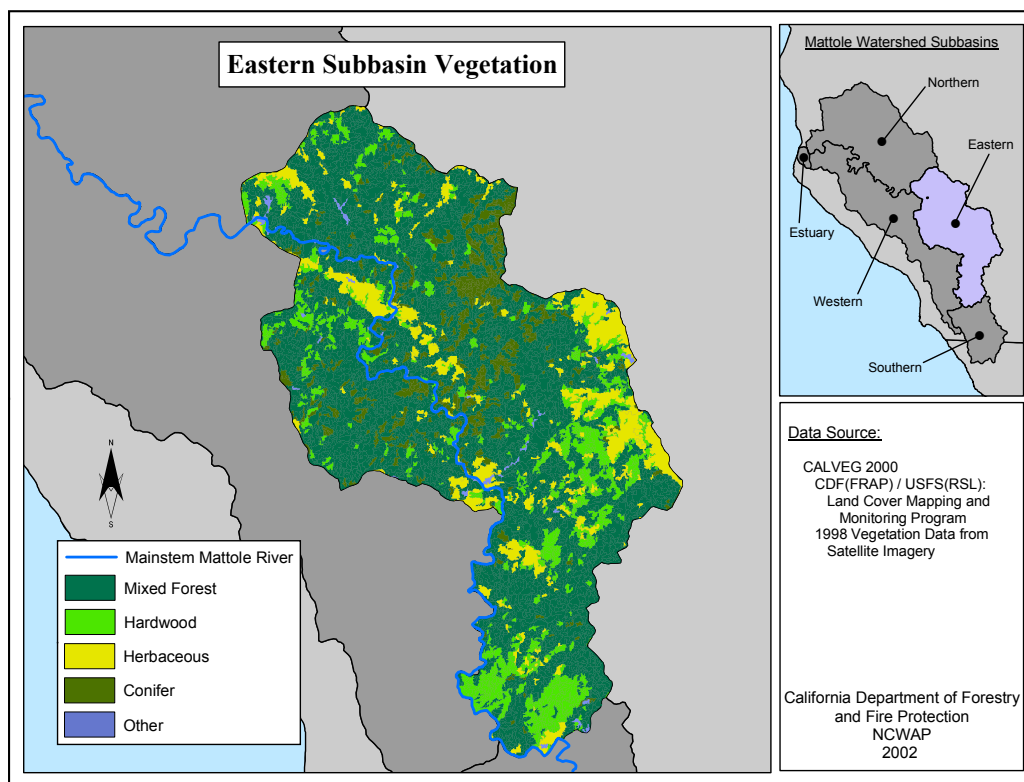 Eastern Subbasin Vegetation
N
S
Mainstem Mattole River
Mixed Forest
Hardwood
Herbaceous
Conifer
Other
Mattole Watershed Subbasins
Northern
Eastern
Estuary
Western
Southern
Data Source:
CALVEG 2000
CDF(FRAP) / USFS(RSL):
Land Cover Mapping and
Monitoring Program
1998 Vegetation Data from
Satellite Imagery
California Department of Forestry
and Fire Protection
NCWAP
2002